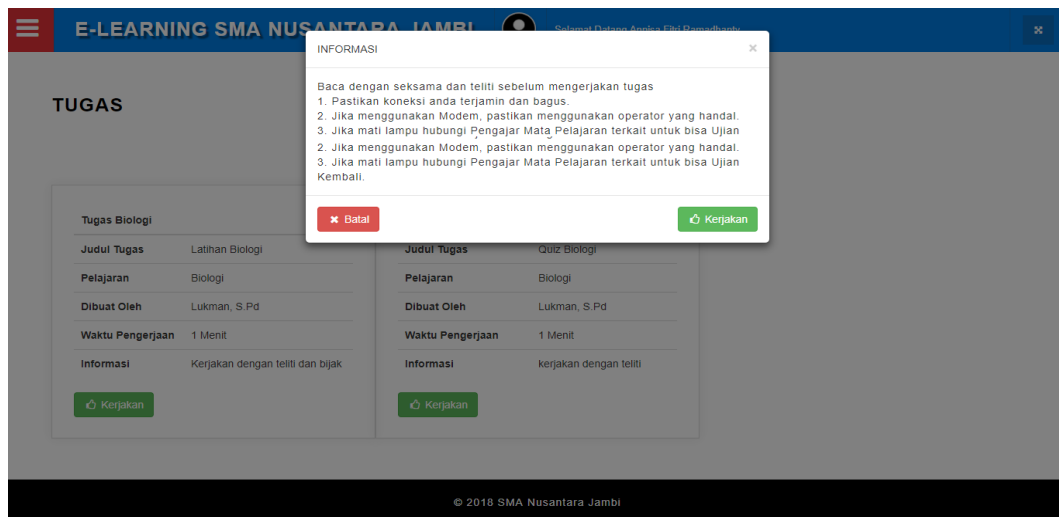 E-LEARNING SMA NUSANTARA JAMBI
Selamat Datang Annisa Fitri Ramadhanty
INFORMASI
×
Baca dengan seksama dan teliti sebelum mengerjakan tugas
1. Pastikan koneksi anda terjamin dan bagus.
2. Jika menggunakan Modem, pastikan menggunakan operator yang handal.
3. Jika mati lampu hubungi Pengajar Mata Pelajaran terkait untuk bisa Ujian
2. Jika menggunakan Modem, pastikan menggunakan operator yang handal.
3. Jika mati lampu hubungi Pengajar Mata Pelajaran terkait untuk bisa Ujian
Kembali.
Batal
Kerjakan
TUGAS
Tugas Biologi
Judul Tugas Latihan Biologi
Pelajaran Biologi
Dibuat Oleh Lukman, S.Pd
Waktu Pengerjaan 1 Menit
Informasi Kerjakan dengan teliti dan bijak
Kerjakan
Judul Tugas Quiz Biologi
Pelajaran Biologi
Dibuat Oleh Lukman, S.Pd
Waktu Pengerjaan 1 Menit
Informasi kerjakan dengan teliti
Kerjakan
© 2018 SMA Nusantara Jambi